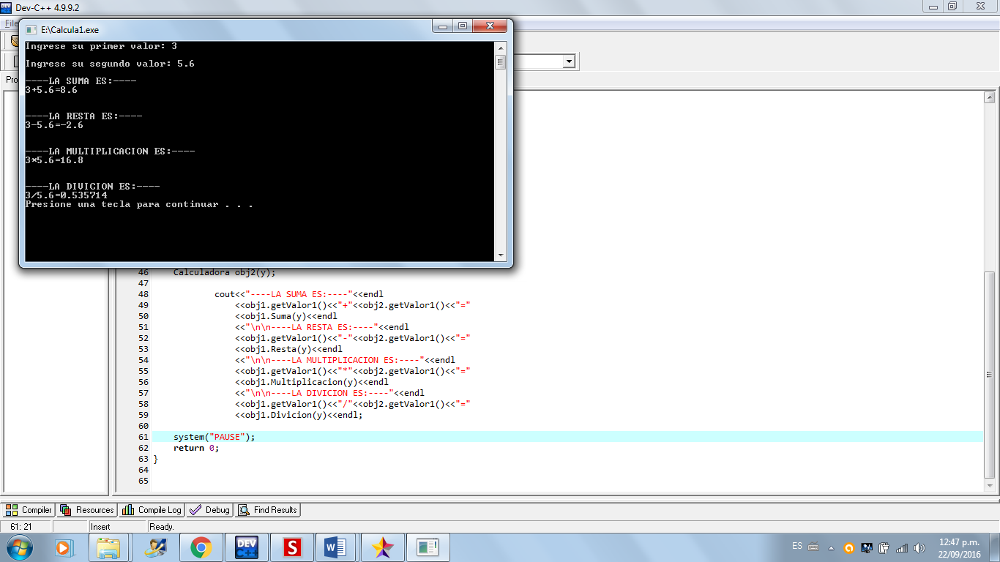 Dev-C++ 4.9.9.2
File
E:\Calcula1.exe
Ingrese su primer valor: 3
Ingrese su segundo valor: 5.6
----LA SUMA ES:----
3+5.6=8.6
----LA RESTA ES:----
3-5.6=-2.6
----LA MULTIPLICACION ES:----
3*5.6=16.8
----LA DIVICION ES:----
3/5.6=0.535714
Presione una tecla para continuar . . .
Pro
46 Calculadora obj2(y);
47
48 cout<<"----LA SUMA ES:----"<<endl
49 <<obj1.getValor1()<<"+"<<obj2.getValor1()<<"="
50 <<obj1.Suma(y)<<endl
51 <<"\n\n----LA RESTA ES:----"<<endl
52 <<obj1.getValor1()<<"-"<<obj2.getValor1()<<"="
53 <<obj1.Resta(y)<<endl
54 <<"\n\n----LA MULTIPLICACION ES:----"<<endl
55 <<obj1.getValor1()<<"*"<<obj2.getValor1()<<"="
56 <<obj1.Multiplicacion(y)<<endl
57 <<"\n\n----LA DIVICION ES:----"<<endl
58 <<obj1.getValor1()<<"/"<<obj2.getValor1()<<"="
59 <<obj1.Divicion(y)<<endl;
60
61 system("PAUSE");
62 return 0;
63 }
64
65
Compiler Resources Compile Log Debug Find Results
61: 21 Insert Ready.
DEV C++ S W ES 12:47 p.m.
22/09/2016